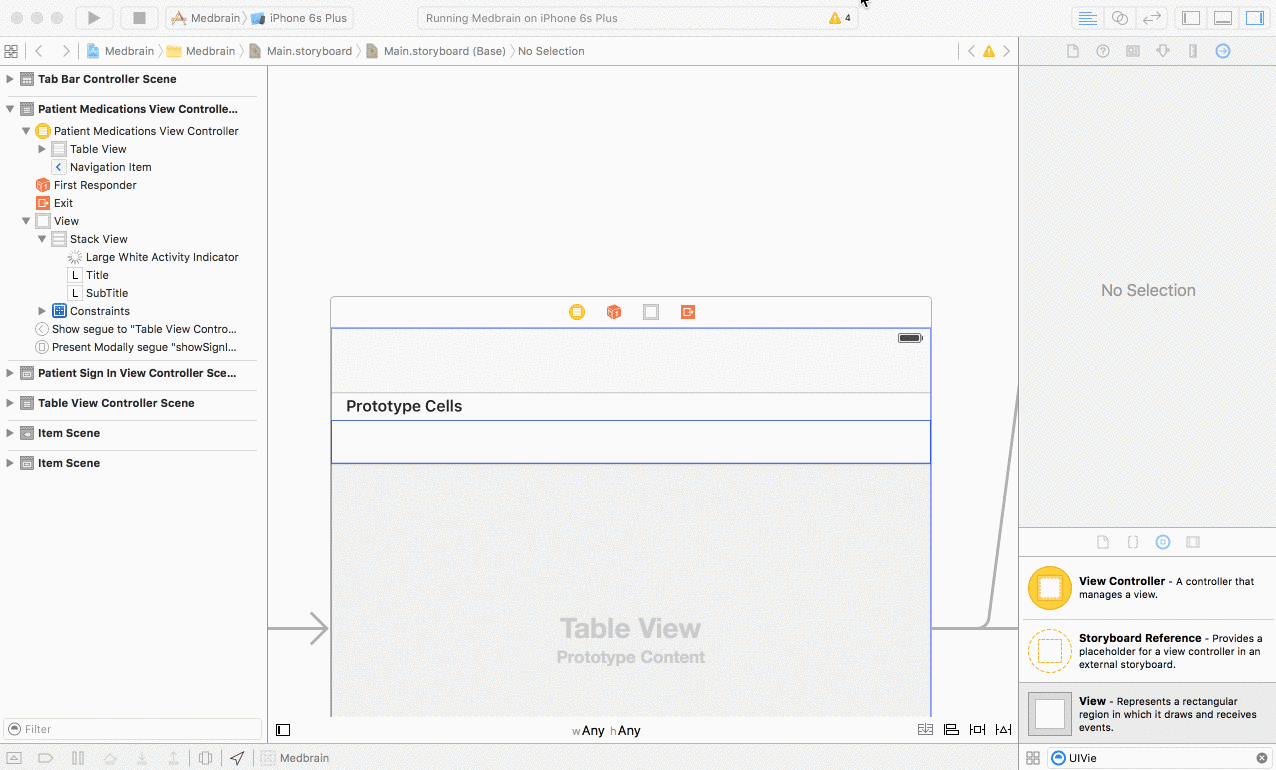 Medbrain
iPhone 6s Plus
Running Medbrain on iPhone 6s Plus
4
Medbrain
Medbrain
Main.storyboard
Main.storyboard (Base)
No Selection
Tab Bar Controller Scene
Patient Medications View Controlle...
Patient Medications View Controller
Table View
Navigation Item
First Responder
Exit
View
Stack View
Large White Activity Indicator
L Title
L SubTitle
Constraints
Show segue to "Table View Contro...
Present Modally segue "showSignI...
Patient Sign In View Controller Sce...
Table View Controller Scene
Item Scene
Item Scene
Filter
Prototype Cells
Table View
Prototype Content
wAny hAny
Medbrain
No Selection
View Controller - A controller that
manages a view.
Storyboard Reference - Provides a
placeholder for a view controller in an
external storyboard.
View - Represents a rectangular
region in which it draws and receives
events.
UIVie